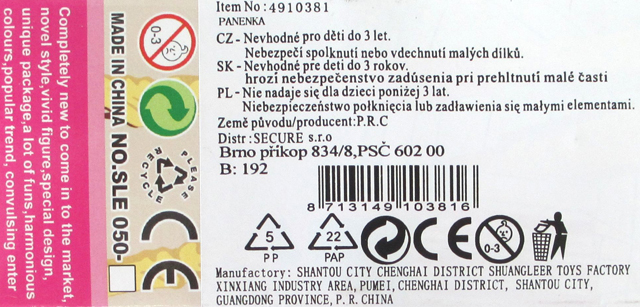 Completely new to come in to the market,
novel style,vivid figure,special design,
unique package,a lot of funs,harmonious
colours,popular trend, convulsing enter
MADE IN CHINA NO.SLE 050-
0-3
PLEASE
RECYCLE
CE
Item No : 4910381
PANENKA
CZ - Nevhodné pro děti do 3 let.
Nebezpečí spolknutí nebo vdechnutí malých dílků.
SK - Nevhodné pre deti do 3 rokov.
hrozí nebezpečenstvo zadúsenia pri prehltnutí malé časti
PL - Nie nadaje się dla dzieci poniżej 3 lat.
Niebezpieczeństwo połknięcia lub zadławienia się małymi elementami.
Země původu/producent:P.R.C
Distr :SECURE s.r.o
Brno příkop 834/8,PSČ 602 00
B: 192
8 713149 103816
5
PP
22
PAP
CE
0-3
Manufactory : SHANTOU CITY CHENGHAI DISTRICT SHUANGLEER TOYS FACTORY
XINXIANG INDUSTRY AREA, PUMEI, CHENGHAI DISTRICT, SHANTOU CITY,
GUANGDONG PROVINCE, P. R. CHINA